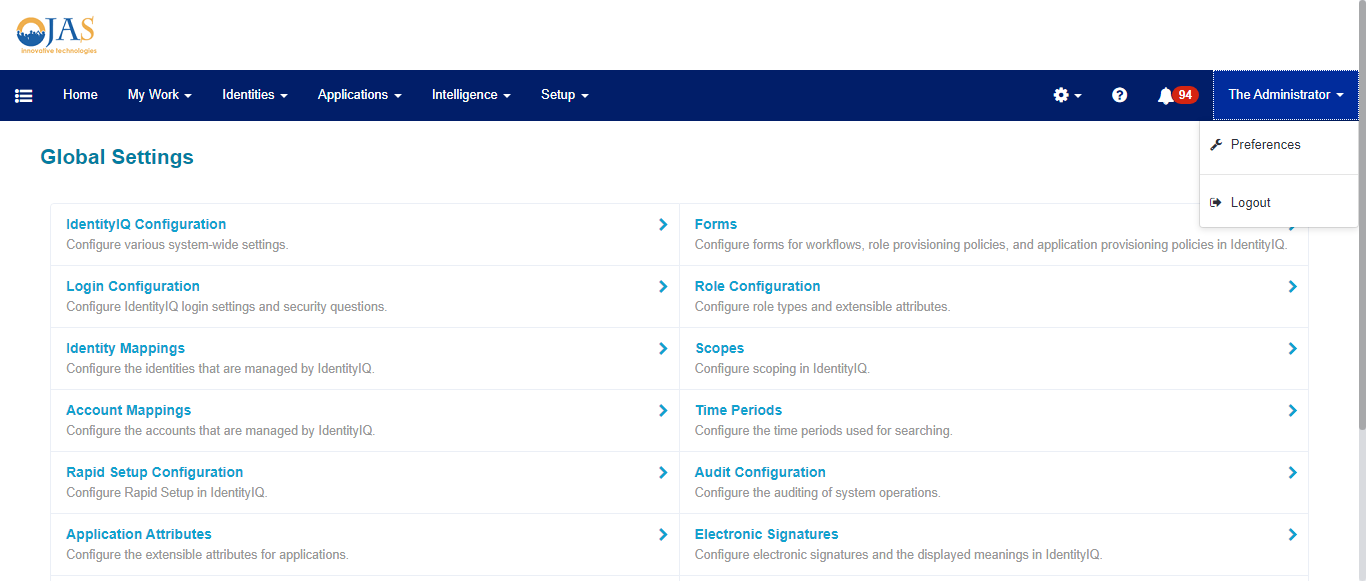 OJAS
innovative technologies
Home My Work Identities Applications Intelligence Setup 94 The Administrator
Preferences
Logout
Global Settings
IdentityIQ Configuration
Configure various system-wide settings.
Forms
Configure forms for workflows, role provisioning policies, and application provisioning policies in IdentityIQ.
Login Configuration
Configure IdentityIQ login settings and security questions.
Role Configuration
Configure role types and extensible attributes.
Identity Mappings
Configure the identities that are managed by IdentityIQ.
Scopes
Configure scoping in IdentityIQ.
Account Mappings
Configure the accounts that are managed by IdentityIQ.
Time Periods
Configure the time periods used for searching.
Rapid Setup Configuration
Configure Rapid Setup in IdentityIQ.
Audit Configuration
Configure the auditing of system operations.
Application Attributes
Configure the extensible attributes for applications.
Electronic Signatures
Configure electronic signatures and the displayed meanings in IdentityIQ.